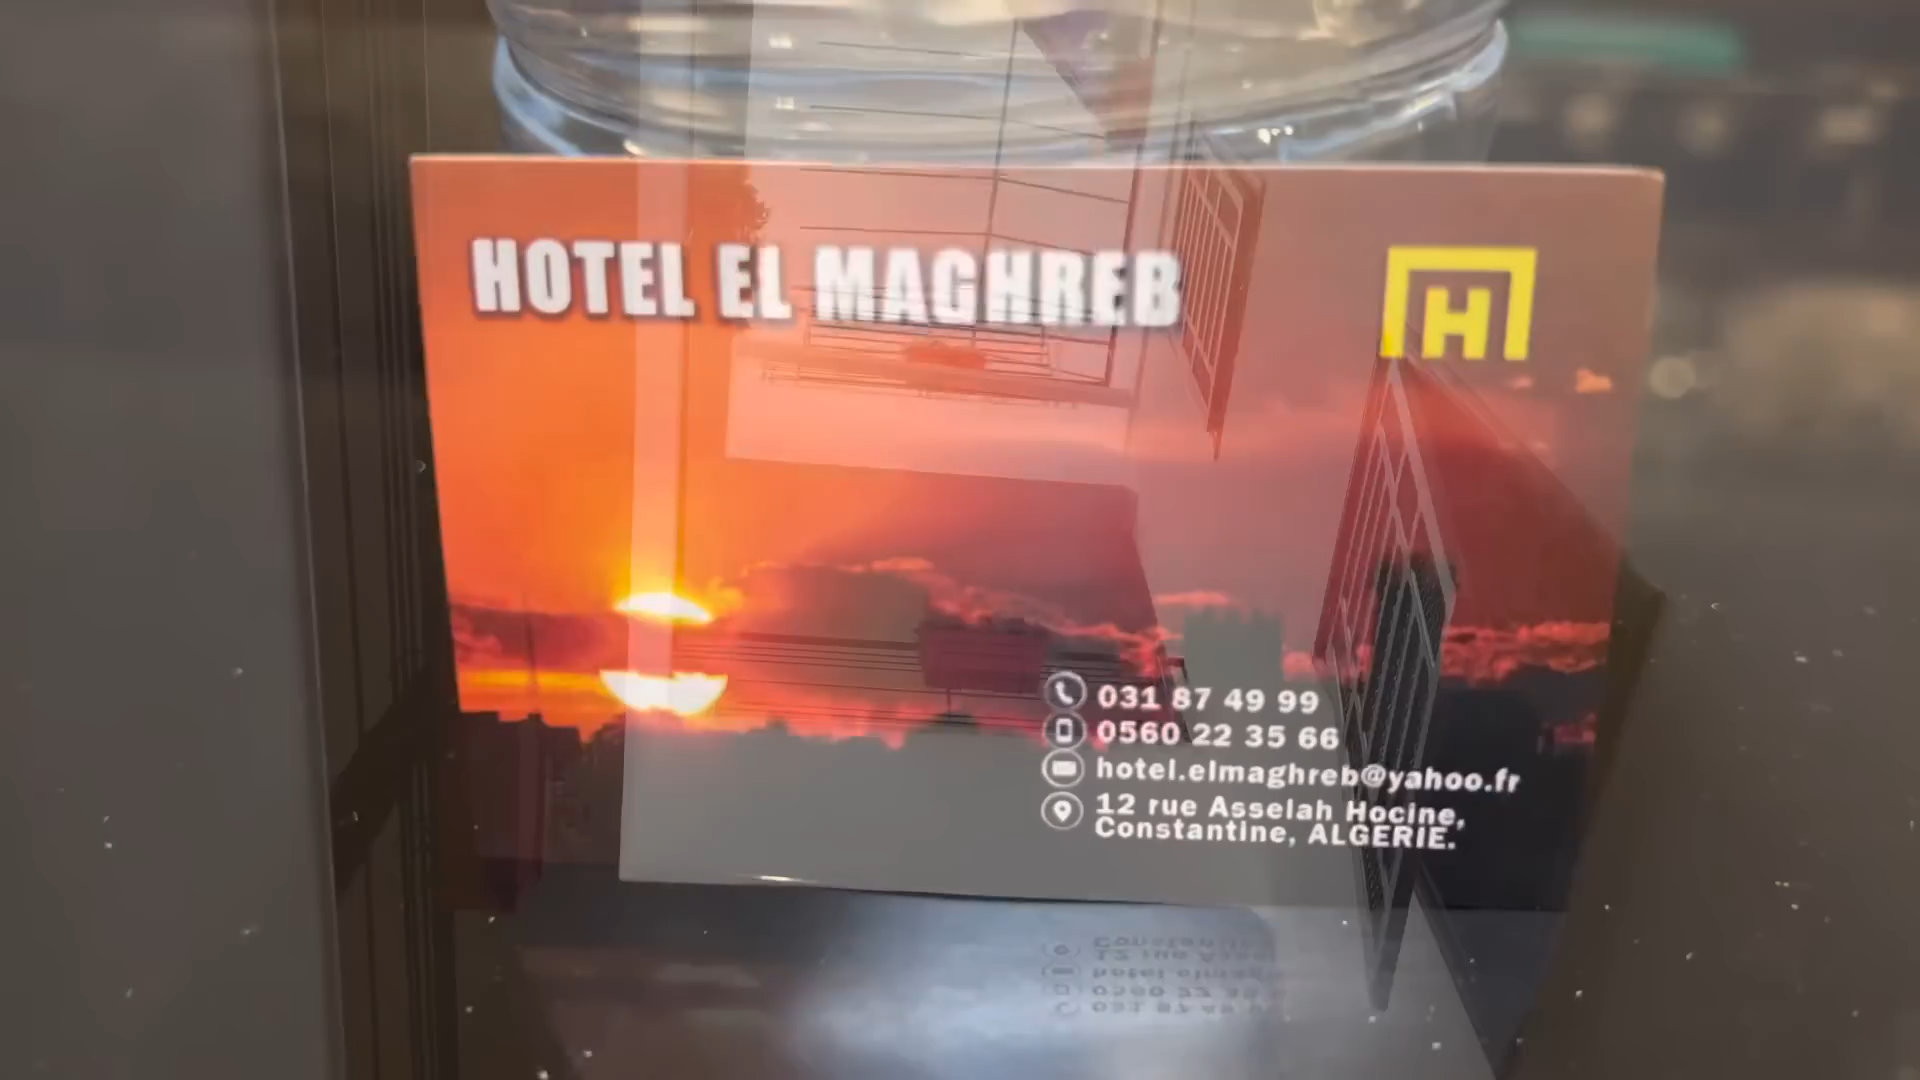 HOTEL EL MAGHREB
H
031 87 49 99
0560 22 35 66
hotel.elmaghreb@yahoo.fr
12 rue Asselah Hocine,
Constantine, ALGERIE.